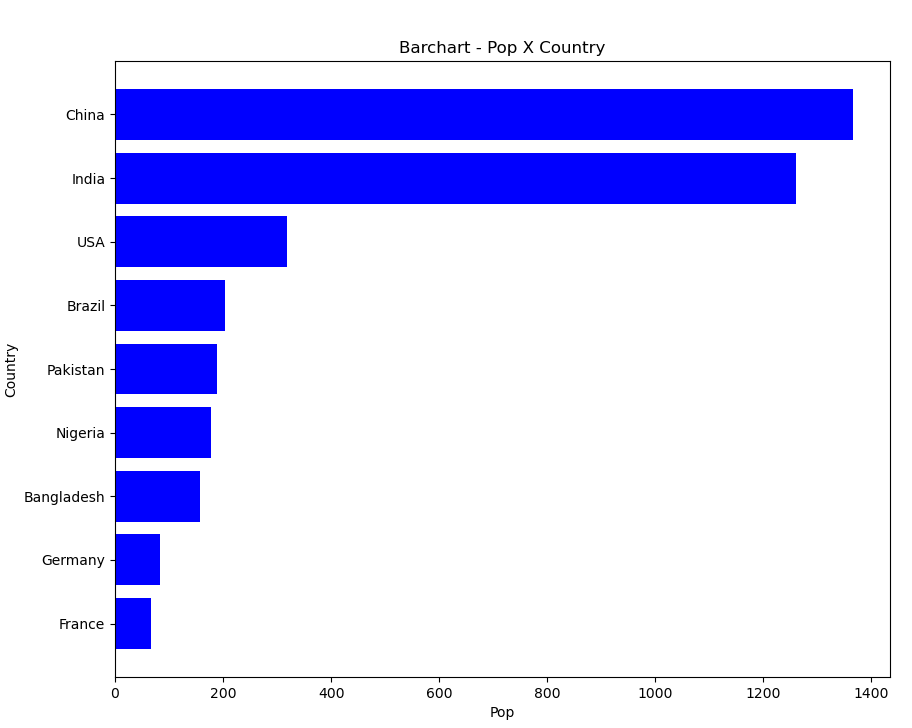 Barchart - Pop X Country
China
India
USA
Brazil
Pakistan
Nigeria
Bangladesh
Germany
France
Country
0 200 400 600 800 1000 1200 1400
Pop